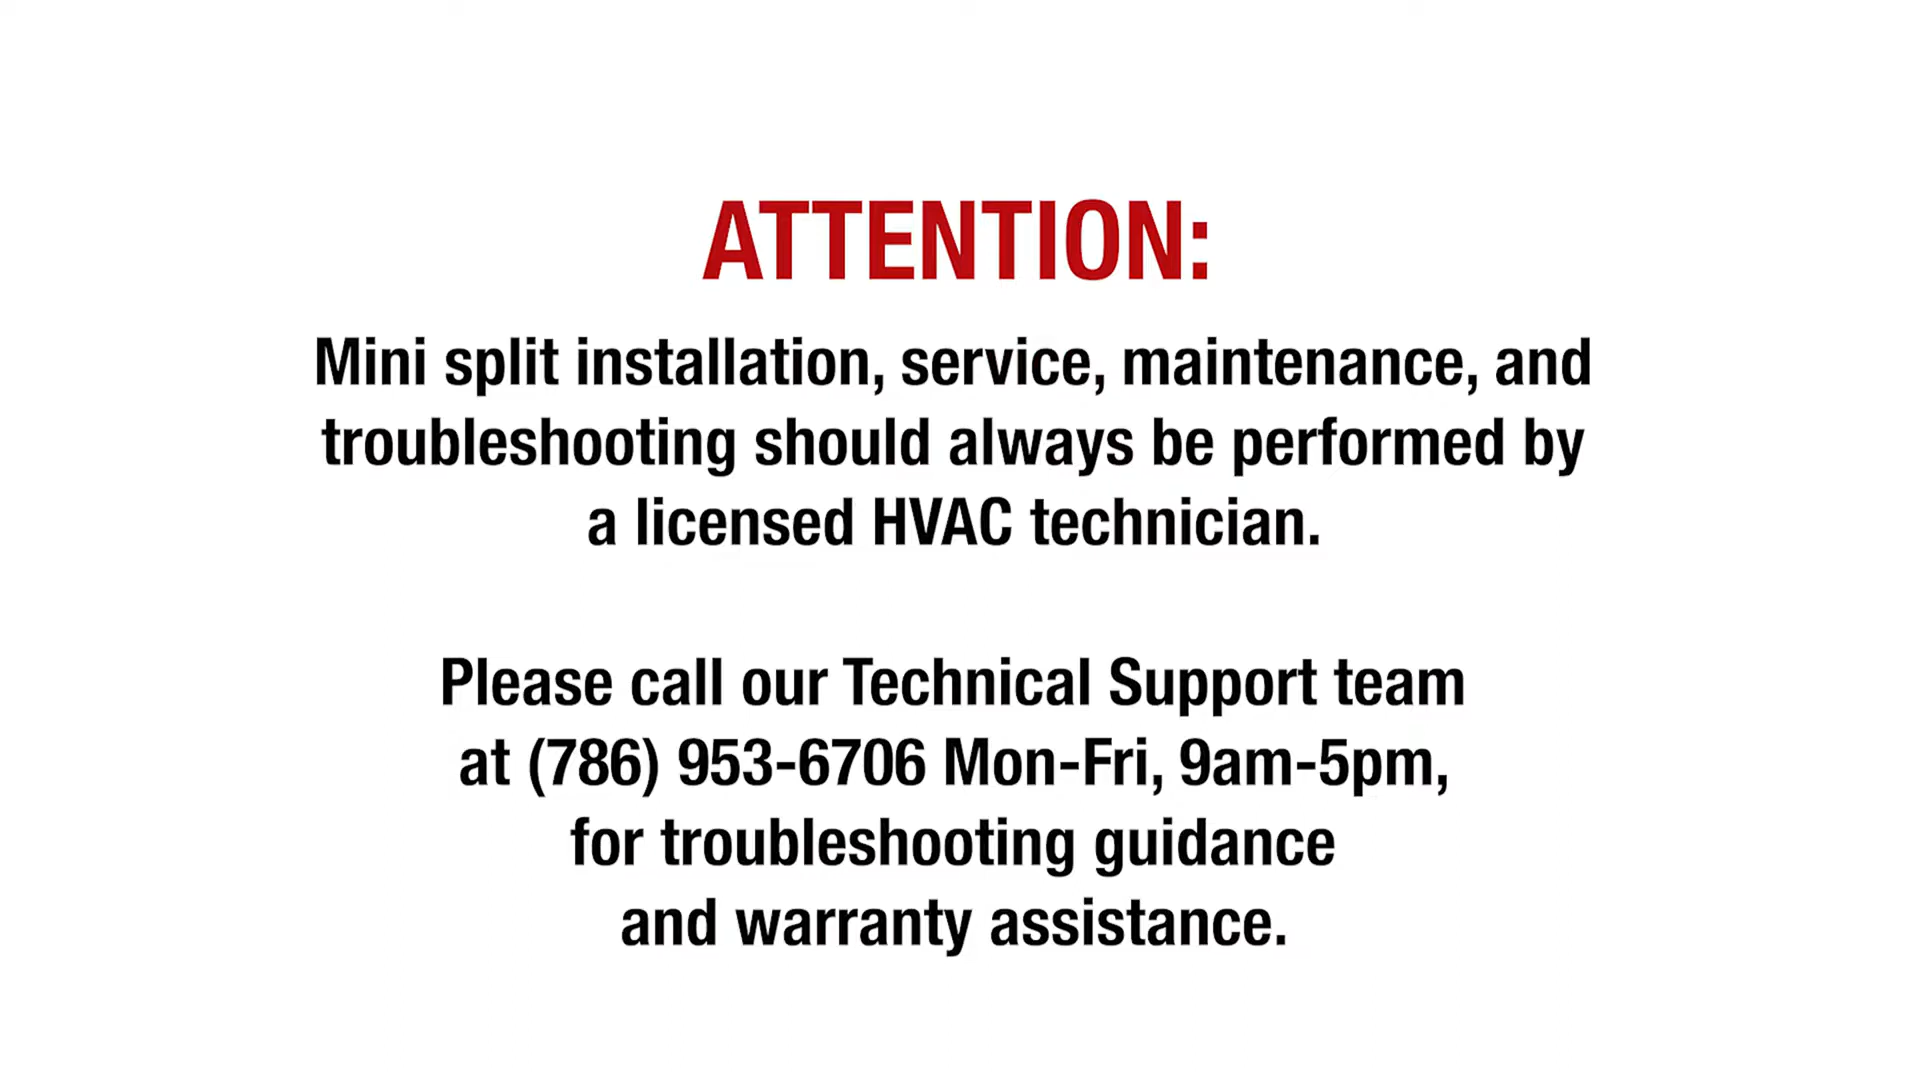 ATTENTION:
Mini split installation, service, maintenance, and
troubleshooting should always be performed by
a licensed HVAC technician.
Please call our Technical Support team
at (786) 953-6706 Mon-Fri, 9am-5pm,
for troubleshooting guidance
and warranty assistance.